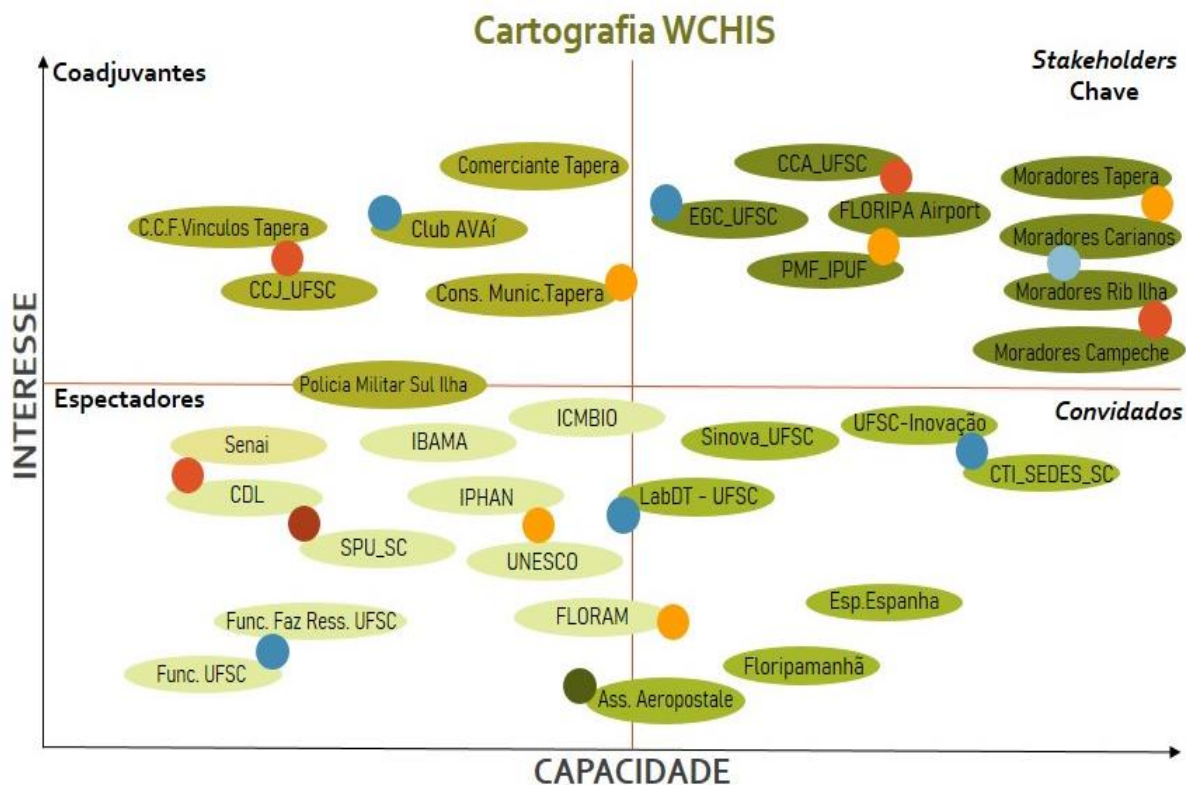 Cartografia WCHIS
Coadjuvantes
Stakeholders
Chave
Comerciante Tapera
CCA_UFSC
Moradores Tapera
C.C.F.Vinculos Tapera
Club AVAí
EGC_UFSC
FLORIPA Airport
Moradores Carianos
CCJ_UFSC
Cons. Munic.Tapera
PMF_IPUF
Moradores Rib Ilha
Moradores Campeche
INTERESSE
Policia Militar Sul Ilha
Espectadores
Convidados
ICMBIO
UFSC-Inovação
Senai
IBAMA
Sinova_UFSC
CTI_SEDES_SC
CDL
IPHAN
LabDT - UFSC
SPU_SC
UNESCO
Esp.Espanha
Func. Faz Ress. UFSC
FLORAM
Func. UFSC
Floripamanhã
Ass. Aeropostale
CAPACIDADE